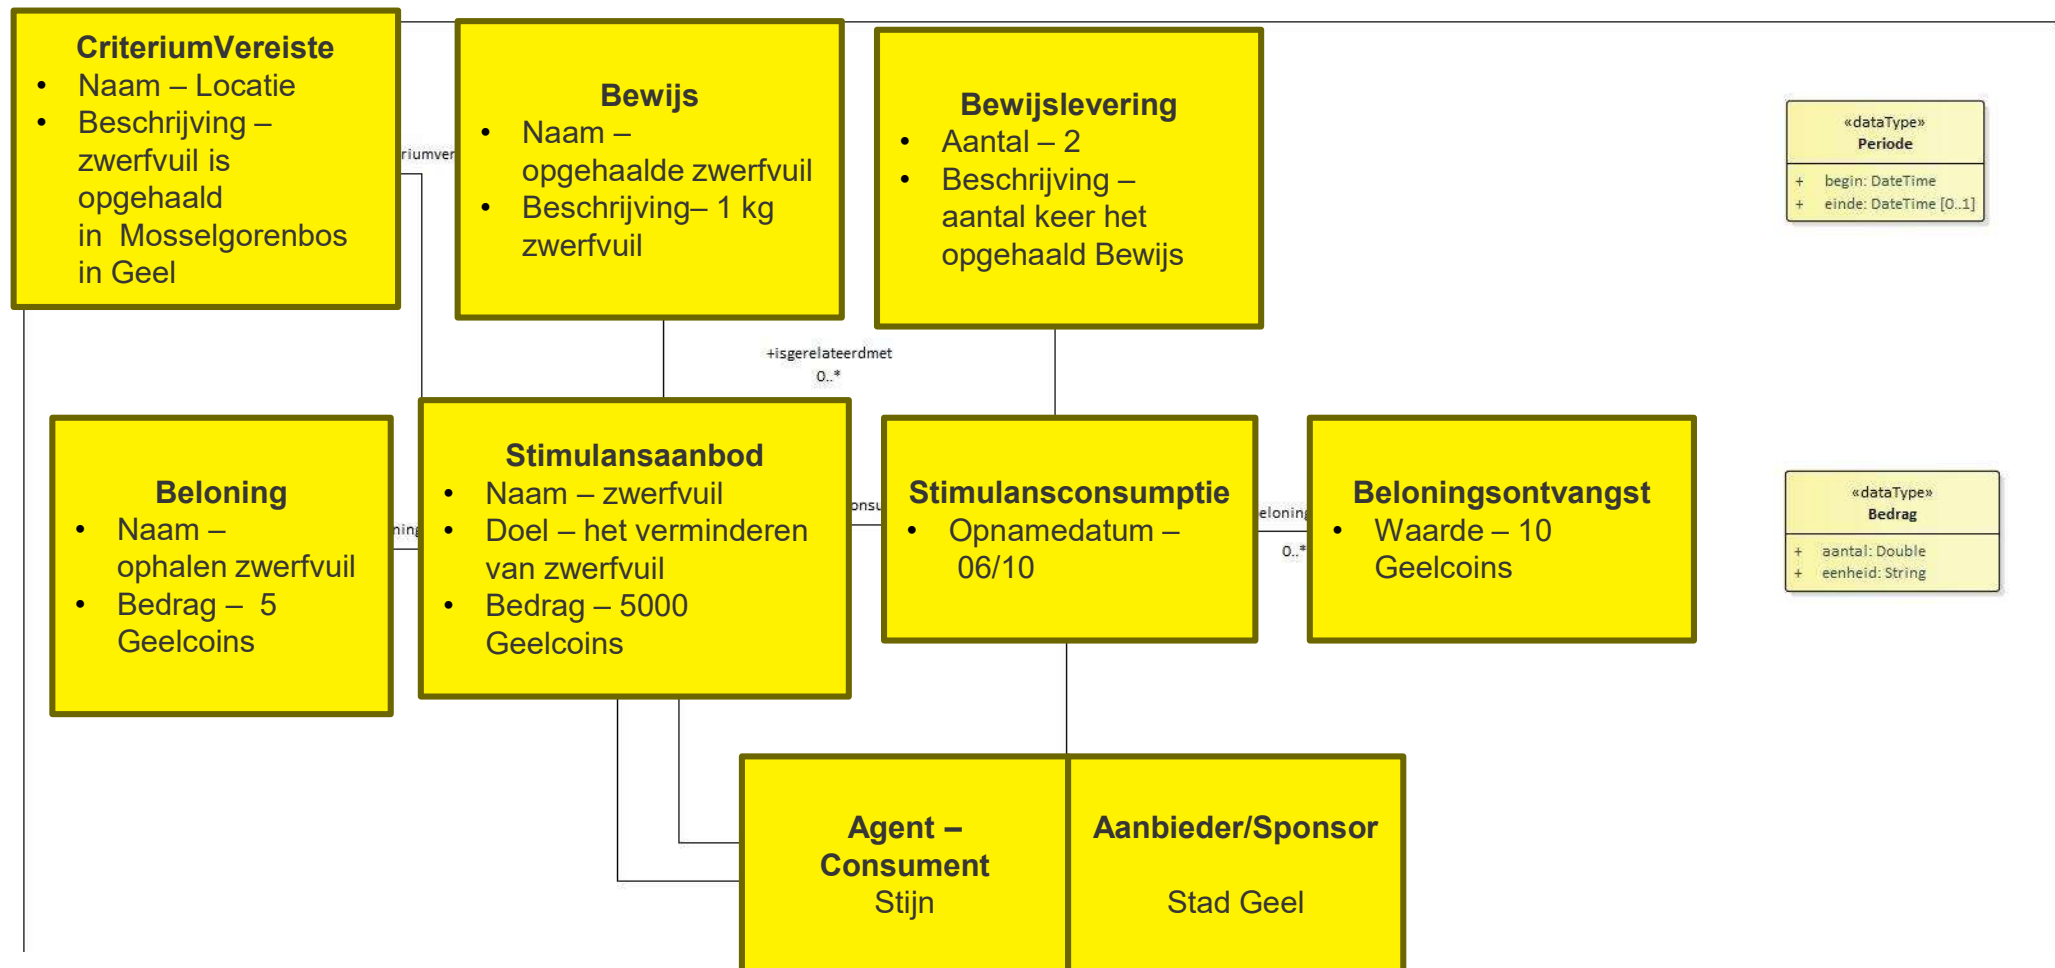 CriteriumVereiste
• Naam – Locatie
• Beschrijving –
zwerfvuil is
opgehaald
in Mosselgorenbos
in Geel
riumver
Bewijs
• Naam –
opgehaalde zwerfvuil
• Beschrijving– 1 kg
zwerfvuil
Bewijslevering
• Aantal – 2
• Beschrijving –
aantal keer het
opgehaald Bewijs
«dataType»
Periode
+ begin: DateTime
+ einde: DateTime [0..1]
+isgerelateerdmet
0..*
Beloning
• Naam –
ophalen zwerfvuil
• Bedrag – 5
Geelcoins
ning
Stimulansaanbod
• Naam – zwerfvuil
• Doel – het verminderen
van zwerfvuil
• Bedrag – 5000
Geelcoins
onsu
Stimulansconsumptie
• Opnamedatum –
06/10
eloning
0..*
Beloningsontvangst
• Waarde – 10
Geelcoins
«dataType»
Bedrag
+ aantal: Double
+ eenheid: String
Agent –
Consument
Stijn
Aanbieder/Sponsor
Stad Geel